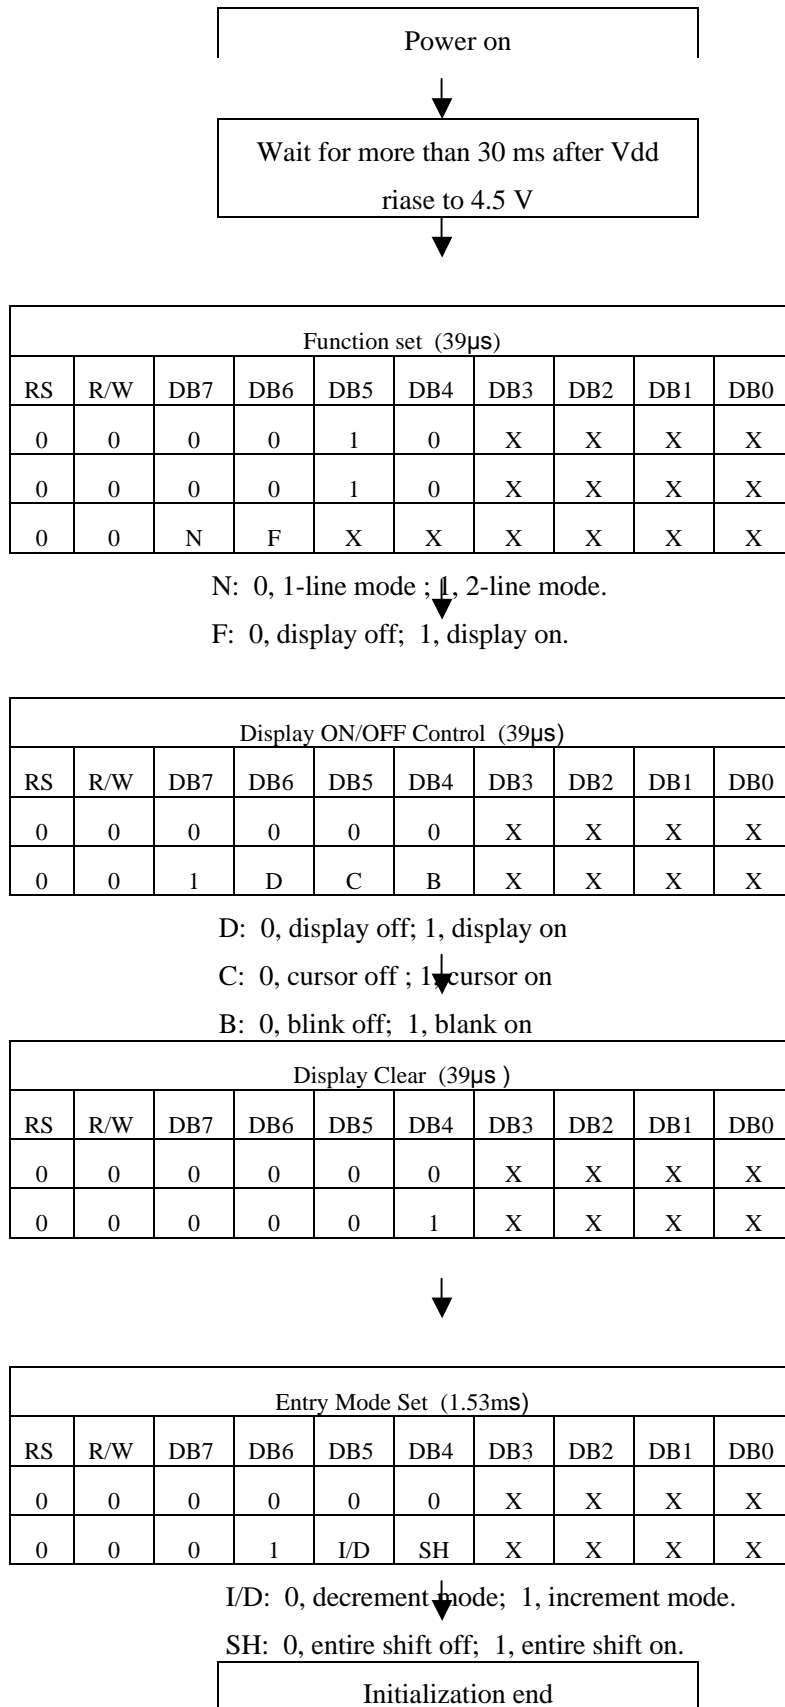 Power on
Wait for more than 30 ms after Vdd
riase to 4.5 V
Function set (39µs)
RS R/W DB7 DB6 DB5 DB4 DB3 DB2 DB1 DB0
0 0 0 0 1 0 X X X X
0 0 0 0 1 0 X X X X
0 0 N F X X X X X X
N: 0, 1-line mode ; 1, 2-line mode.
F: 0, display off; 1, display on.
Display ON/OFF Control (39µs)
RS R/W DB7 DB6 DB5 DB4 DB3 DB2 DB1 DB0
0 0 0 0 0 0 X X X X
0 0 1 D C B X X X X
D: 0, display off; 1, display on
C: 0, cursor off ; 1, cursor on
B: 0, blink off; 1, blank on
Display Clear (39µs )
RS R/W DB7 DB6 DB5 DB4 DB3 DB2 DB1 DB0
0 0 0 0 0 0 X X X X
0 0 0 0 0 1 X X X X
Entry Mode Set (1.53ms)
RS R/W DB7 DB6 DB5 DB4 DB3 DB2 DB1 DB0
0 0 0 0 0 0 X X X X
0 0 0 1 I/D SH X X X X
I/D: 0, decrement mode; 1, increment mode.
SH: 0, entire shift off; 1, entire shift on.
Initialization end